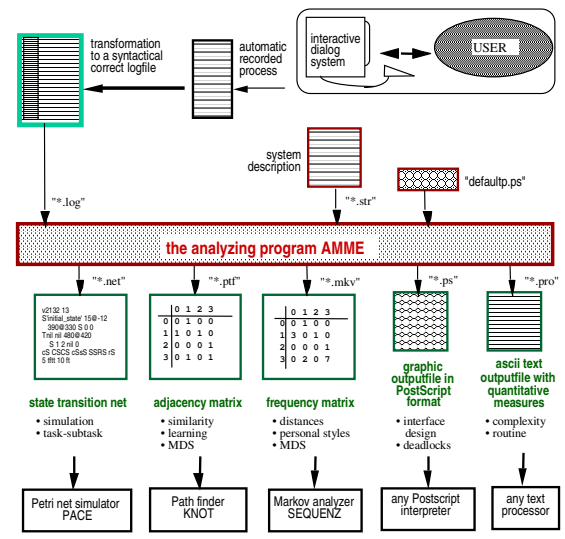 transformation
to a syntactical
correct logfile
automatic
recorded
process
interactive
dialog
system
USER
system
description
"defaultp.ps"
"*.log"
"*.str"
the analyzing program AMME
"*.net"
"*.ptf"
"*.mkv"
"*.ps"
"*.pro"
v2132 13
S'initial_state' 15@-12
390@330 S 0 0
Tnil nil 480@420
S 1 2 nil 0
cS CSCS cSsS SSRS rS
5 tftt 10 ft
0 1 2 3
0 0 1 0 0
1 1 0 1 0
2 0 0 0 1
3 0 1 0 1
0 1 2 3
0 0 1 0 0
1 3 0 1 0
2 0 0 0 1
3 0 2 0 7
state transition net
• simulation
• task-subtask
adjacency matrix
• similarity
• learning
• MDS
frequency matrix
• distances
• personal styles
• MDS
graphic
outputfile in
PostScript
format
• interface
design
• deadlocks
ascii text
outputfile with
quantitative
measures
• complexity
• routine
Petri net simulator
PACE
Path finder
KNOT
Markov analyzer
SEQUENZ
any Postscript
interpreter
any text
processor